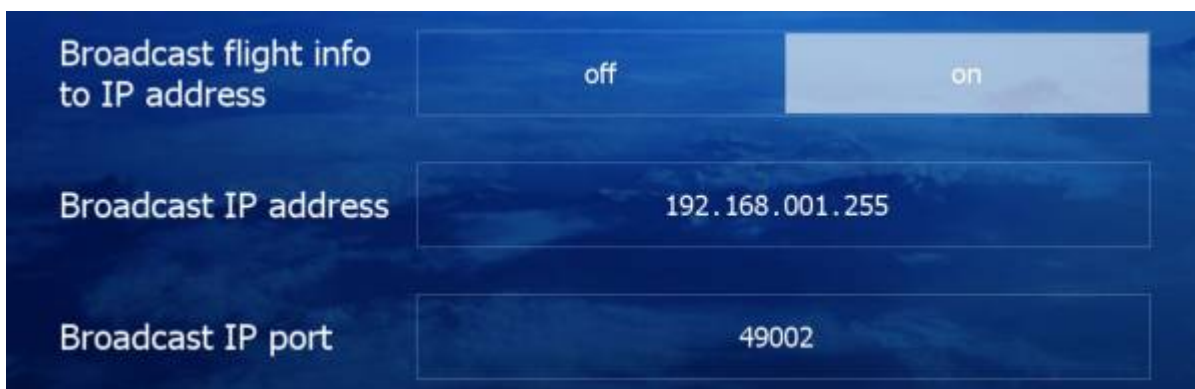 Broadcast flight info
to IP address
off
on
Broadcast IP address
192.168.001.255
Broadcast IP port
49002